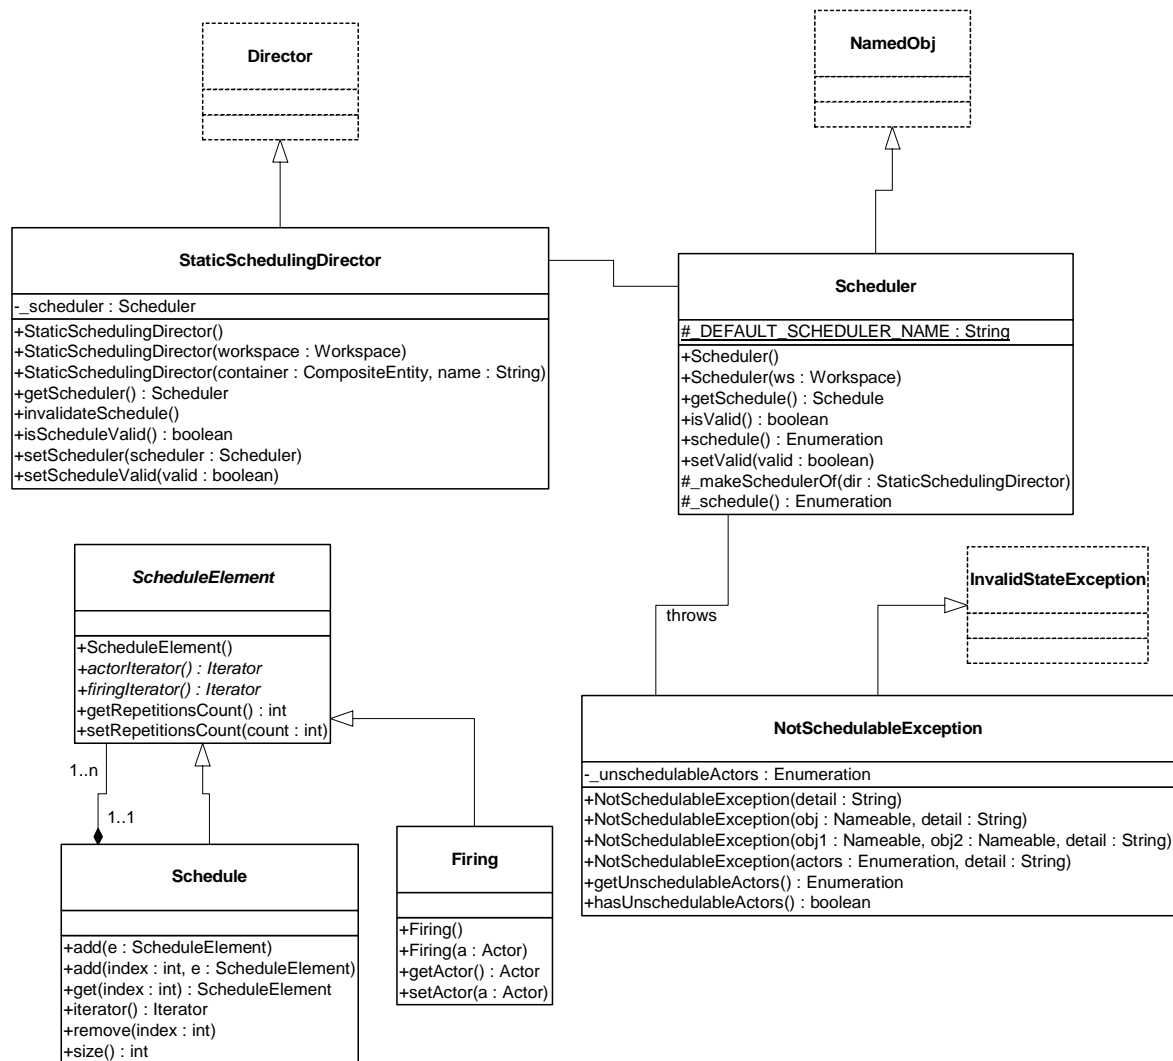 Director
NamedObj
StaticSchedulingDirector
-_scheduler : Scheduler
+StaticSchedulingDirector()
+StaticSchedulingDirector(workspace : Workspace)
+StaticSchedulingDirector(container : CompositeEntity, name : String)
+getScheduler() : Scheduler
+invalidateSchedule()
+isScheduleValid() : boolean
+setScheduler(scheduler : Scheduler)
+setScheduleValid(valid : boolean)
Scheduler
#_DEFAULT_SCHEDULER_NAME : String
+Scheduler()
+Scheduler(ws : Workspace)
+getSchedule() : Schedule
+isValid() : boolean
+schedule() : Enumeration
+setValid(valid : boolean)
#_makeSchedulerOf(dir : StaticSchedulingDirector)
#_schedule() : Enumeration
ScheduleElement
+ScheduleElement()
+actorIterator() : Iterator
+firingIterator() : Iterator
+getRepetitionsCount() : int
+setRepetitionsCount(count : int)
InvalidStateException
throws
1..n
1..1
NotSchedulableException
-_unschedulableActors : Enumeration
+NotSchedulableException(detail : String)
+NotSchedulableException(obj : Nameable, detail : String)
+NotSchedulableException(obj1 : Nameable, obj2 : Nameable, detail : String)
+NotSchedulableException(actors : Enumeration, detail : String)
+getUnschedulableActors() : Enumeration
+hasUnschedulableActors() : boolean
Schedule
+add(e : ScheduleElement)
+add(index : int, e : ScheduleElement)
+get(index : int) : ScheduleElement
+iterator() : Iterator
+remove(index : int)
+size() : int
Firing
+Firing()
+Firing(a : Actor)
+getActor() : Actor
+setActor(a : Actor)